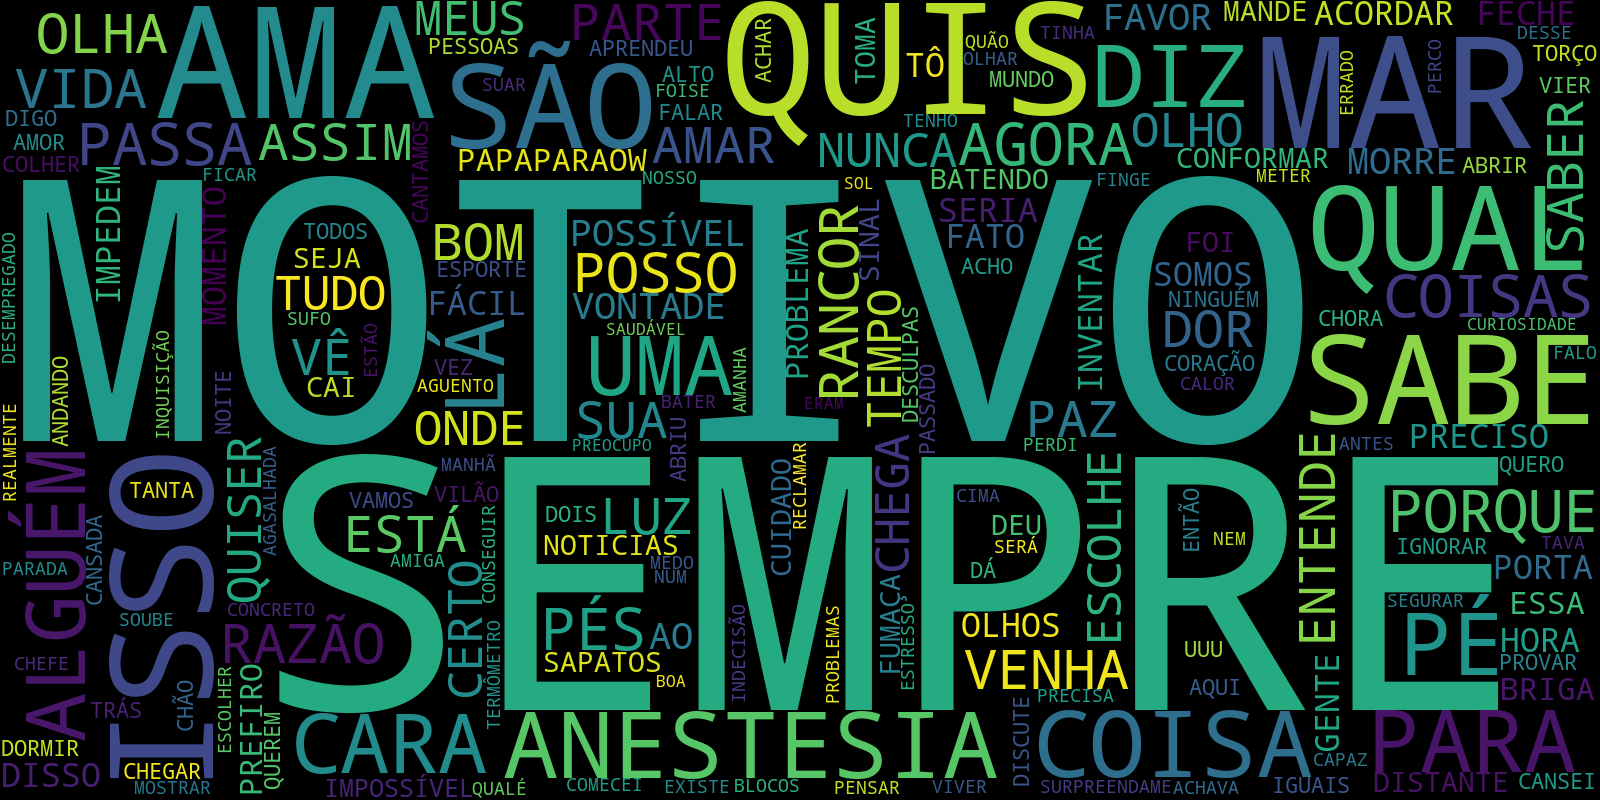 OLHA
AMA
MEUS
PESSOAS
PARTE
APRENDEU
QUIS
ACHAR
TOMA
TÔ
QUÃO
OLHAR
MUNDO
TINHA
FAVOR
MANDE
ACORDAR
FECHE
DESSE
TORÇO
VIER
VIDA
SÃO
SUAR
ALTO
FOISE
FALAR
DIZ
MAR
ERRADO
PERCO
DIGO
AMOR
COLHER
PASSA
ASSIM
CANTAMOS
PAPAPARAOW
AMAR
NUNCA
TENHO
AGORA
OLHO
CONFORMAR
MORRE
ABRIR
SABER
FICAR
NOSSO
SOL
BATENDO
FINGE
METER
MOTIVO
IMPEDEM
MOMENTO
TODOS
SEJA
TUDO
SUFO
VÊ
CAI
ESTÃO
BOM
ESPORTE
FÁCIL
LÁ
VEZ
AGUENTO
ONDE
POSSÍVEL
POSSO
VONTADE
SAUDÁVEL
UMA
SUA
BATER
PREOCUPO
AMANHA
PROBLEMA
ERAM
RANCOR
SINAL
TEMPO
DESCULPAS
PASSADO
SERIA
FATO
ACHO
PAZ
PERDI
INVENTAR
FOI
SOMOS
NINGUÉM
DOR
CORAÇÃO
CALOR
QUAL
COISAS
CHORA
CURIOSIDADE
SABE
FALO
DESEMPREGADO
ANDANDO
INQUISIÇÃO
NOITE
REALMENTE
ANTES
PRECISO
QUERO
SEMPRE
ALGUÉM
ISSO
TANTA
QUISER
AGASALHADA
MANHÃ
VAMOS
VILÃO
ESTÁ
AMIGA
CONSEGUIR
ABRIU
DOIS
LUZ
NOTICIAS
MEDO
NUM
CUIDADO
RECLAMAR
CHEGA
CIMA
DEU
SERÁ
DÁ
ESCOLHE
ENTÃO
NEM
ENTENDE
PORQUE
IGNORAR
TAVA
PORTA
PARADA
CANSADA
SOUBE
CONCRETO
RAZÃO
CERTO
TERMÔMETRO
PÉS
AO
SAPATOS
BOA
INDECISÃO
PROBLEMAS
FUMAÇA
ESTRESSO
OLHOS
VENHA
PRECISA
UUU
AQUI
SEGURAR
ESSA
PÉ
HORA
PROVAR
BRIGA
CHEFE
TRÁS
CHÃO
ESCOLHER
PREFIRO
QUEREM
CARA
ANESTESIA
DISCUTE
COISA
GENTE
PARA
DORMIR
DISSO
CHEGAR
MOSTRAR
IMPOSSÍVEL
QUALÉ
COMECEI
EXISTE
BLOCOS
PENSAR
VIVER
SURPREENDAME
ACHAVA
IGUAIS
CAPAZ
DISTANTE
CANSEI